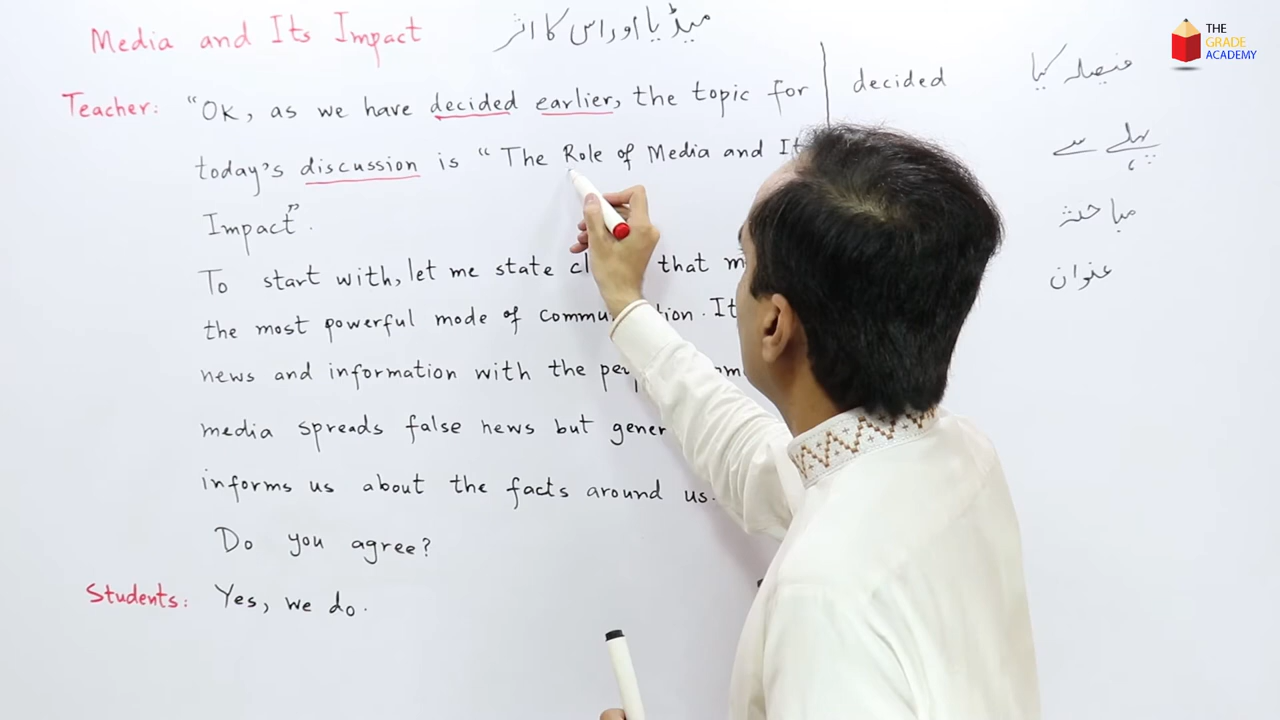 Media and Its Impact
میڈیا اور اس کا اثر
THE
GRADE
ACADEMY
Teacher: "OK, as we have decided earlier, the topic for
today's discussion is "The Role of Media and It
Impact".
To start with, let me state that
the most powerful mode of It
news and information with the
media spreads false news but
informs us about the facts around us.
Do you agree?
Students: Yes, we do.
decided
فیصلہ کیا
پہلے سے
مباحثہ
عنوان